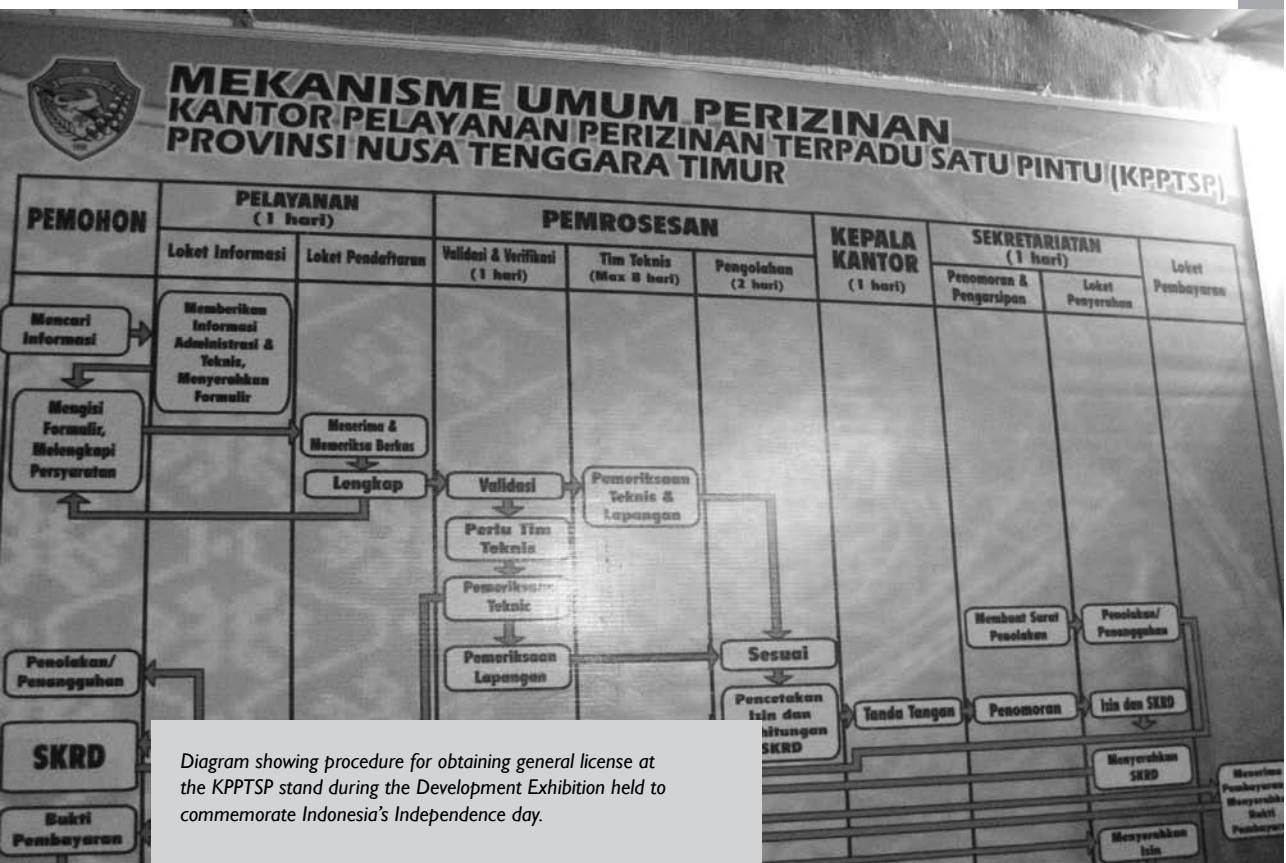 MEKANISME UMUM PERIZINAN
KANTOR PELAYANAN PERIZINAN TERPADU SATU PINTU (KPPTSP)
PROVINSI NUSA TENGGARA TIMUR
PEMOHON
PELAYANAN
(1 hari)
PEMROSESAN
KEPALA
KANTOR
(1 hari)
SEKRETARIATAN
(1 hari)
Loket
Pembayaran
Loket Informasi
Loket Pendaftaran
Validasi & Verifikasi
(1 hari)
Tim Teknis
(Max 8 hari)
Pengolahan
(2 hari)
Penomoran &
Pengarsipan
Loket
Penyerahan
Mencari
Informasi
Memberikan
Informasi
Administrasi &
Teknis,
Menyerahkan
Formulir
Mengisi
Formulir,
Melengkapi
Persyaratan
Menerima &
Memeriksa Berkas
Lengkap
Validasi
Pemeriksaan
Teknis &
Lapangan
Perlu Tim
Teknis
Pemeriksaan
Teknic
Pemeriksaan
Lapangan
Sesuai
Membuat Surat
Penolakan
Penolakan/
Penangguhan
Penolakan/
Penangguhan
Pencetakan
Izin dan
hitungan
SKRD
Tanda Tangan
Penomoran
Izin dan SKRD
SKRD
Menyerahkan
SKRD
Menerima
Pembayaran
Menyerahkan
Bukti
Pembayaran
Bukti
Pembayaran
Menyerahkan
Izin
Diagram showing procedure for obtaining general license at
the KPPTSP stand during the Development Exhibition held to
commemorate Indonesia's Independence day.